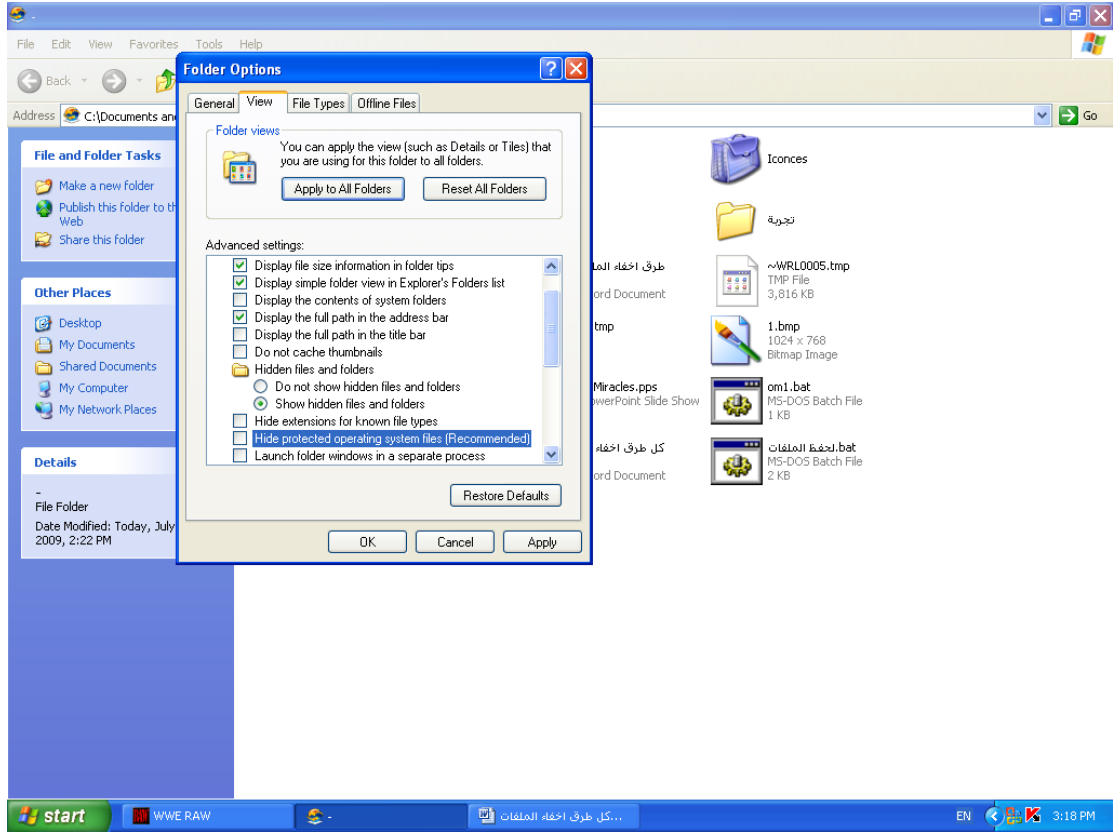 -
File Edit View Favorites Tools Help
Back
Address C:\Documents an
Go
File and Folder Tasks
Make a new folder
Publish this folder to th
Web
Share this folder
Other Places
Desktop
My Documents
Shared Documents
My Computer
My Network Places
Details
-
File Folder
Date Modified: Today, July
2009, 2:22 PM
Folder Options
General View File Types Offline Files
Folder views
You can apply the view (such as Details or Tiles) that
you are using for this folder to all folders.
Apply to All Folders Reset All Folders
Advanced settings:
Display file size information in folder tips
Display simple folder view in Explorer's Folders list
Display the contents of system folders
Display the full path in the address bar
Display the full path in the title bar
Do not cache thumbnails
Hidden files and folders
Do not show hidden files and folders
Show hidden files and folders
Hide extensions for known file types
Hide protected operating system files (Recommended)
Launch folder windows in a separate process
Restore Defaults
OK Cancel Apply
طرق اخفاء الما
ord Document
tmp
Miracles.pps
owerPoint Slide Show
كل طرق اخفاء
ord Document
Iconces
تجربة
~WRL0005.tmp
TMP File
3,816 KB
1.bmp
1024 x 768
Bitmap Image
om1.bat
MS-DOS Batch File
1 KB
لحفظ الملفات.bat
MS-DOS Batch File
2 KB
start WWE RAW - كل طرق اخفاء الملفات... EN 3:18 PM